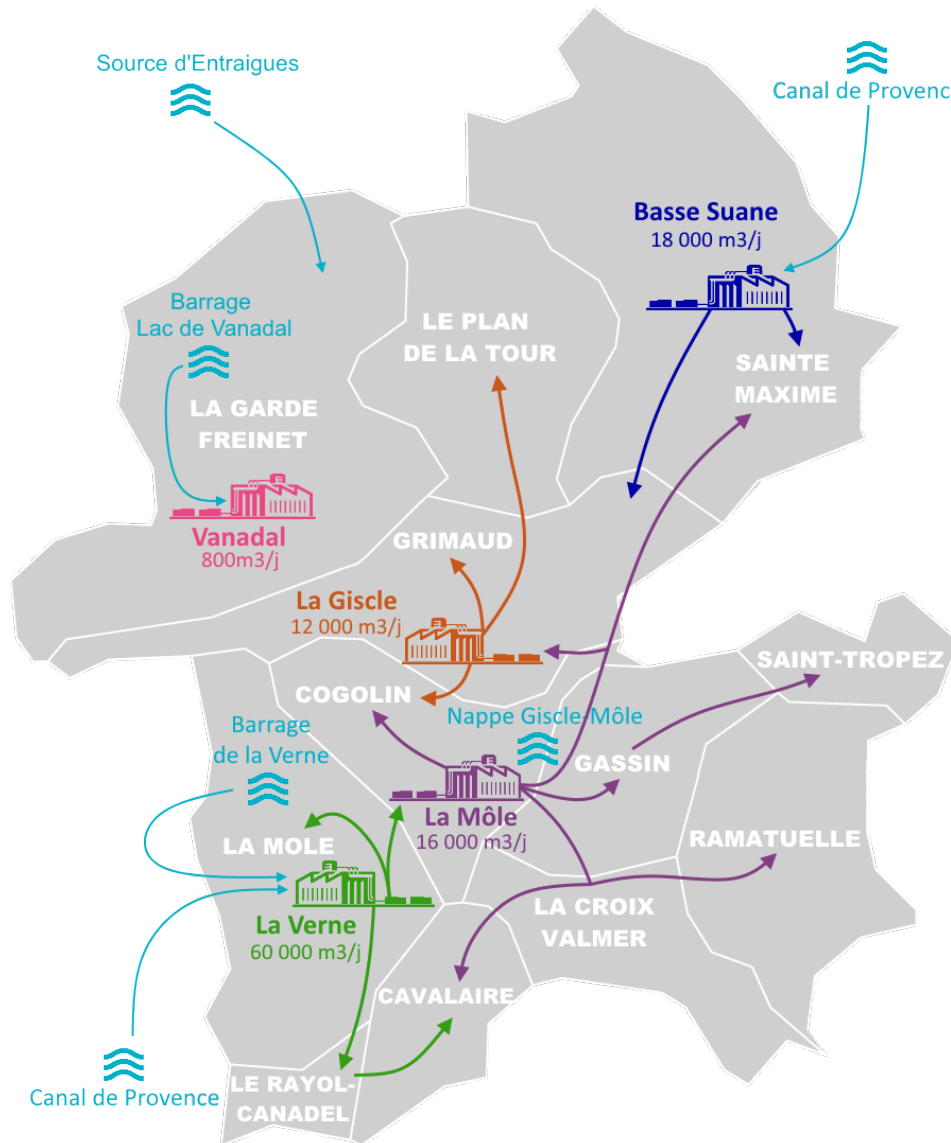 Source d'Entraigues
Canal de Provenc
Basse Suane
18 000 m3/j
Barrage
Lac de Vanadal
LE PLAN
DE LA TOUR
SAINTE
MAXIME
LA GARDE
FREINET
Vanadal
800m3/j
GRIMAUD
La Giscle
12 000 m3/j
SAINT-TROPEZ
COGOLIN
Nappe Giscle-Môle
Barrage
de la Verne
GASSIN
La Môle
16 000 m3/j
RAMATUELLE
LA MOLE
La Verne
60 000 m3/j
LA CROIX
VALMER
CAVALAIRE
Canal de Provence
LE RAYOL-
CANADEL